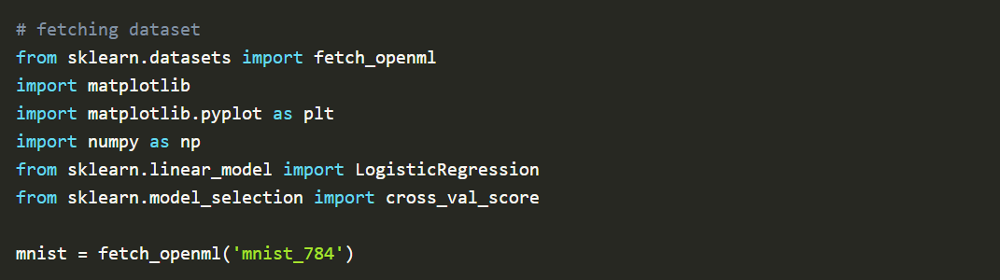 # fetching dataset
from sklearn.datasets import fetch_openml
import matplotlib
import matplotlib.pyplot as plt
import numpy as np
from sklearn.linear_model import LogisticRegression
from sklearn.model_selection import cross_val_score
mnist = fetch_openml('mnist_784')